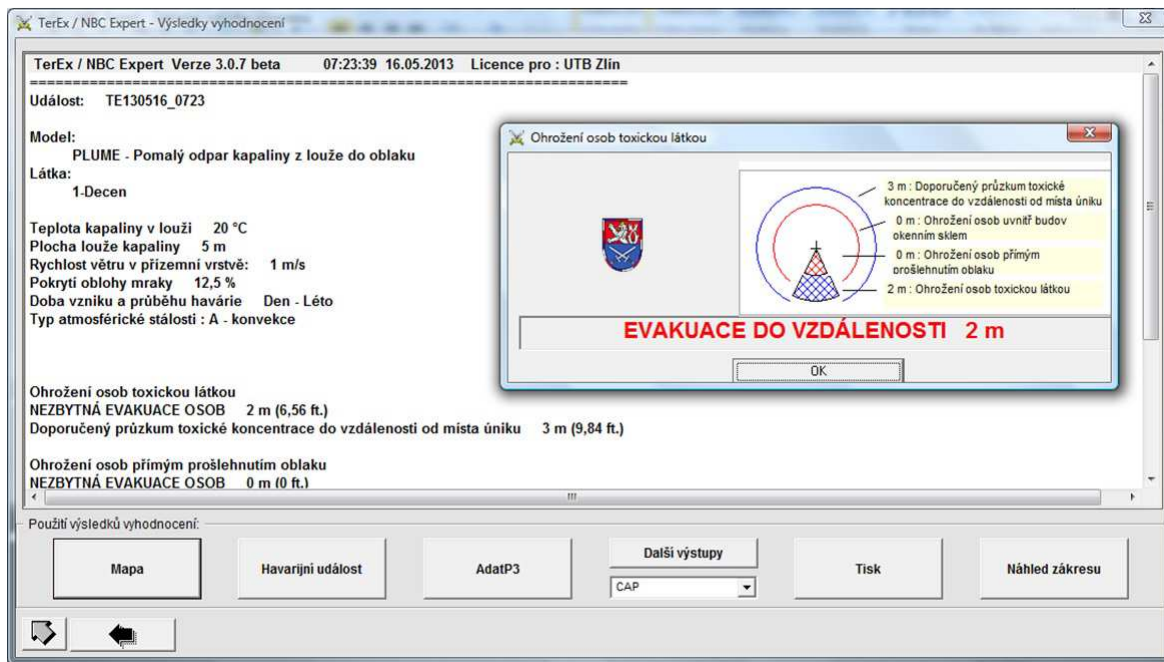 TerEx / NBC Expert - Výsledky vyhodnocení
TerEx / NBC Expert Verze 3.0.7 beta 07:23:39 16.05.2013 Licence pro : UTB Zlín
====================================================================
Událost: TE130516_0723
Model:
PLUME - Pomalý odpar kapaliny z louže do oblaku
Látka:
1-Decen
Teplota kapaliny v louži 20 °C
Plocha louže kapaliny 5 m
Rychlost větru v přízemní vrstvě: 1 m/s
Pokrytí oblohy mraky 12,5 %
Doba vzniku a průběhu havárie Den - Léto
Typ atmosférické stálosti : A - konvekce
Ohrožení osob toxickou látkou
NEZBYTNÁ EVAKUACE OSOB 2 m (6,56 ft.)
Doporučený průzkum toxické koncentrace do vzdálenosti od místa úniku 3 m (9,84 ft.)
Ohrožení osob přímým prošlehnutím oblaku
NEZBYTNÁ EVAKUACE OSOB 0 m (0 ft.)
Ohrožení osob toxickou látkou
3 m : Doporučený průzkum toxické
koncentrace do vzdálenosti od místa úniku
0 m : Ohrožení osob uvnitř budov
okenním sklem
0 m : Ohrožení osob přímým
prošlehnutím oblaku
2 m : Ohrožení osob toxickou látkou
EVAKUACE DO VZDÁLENOSTI 2 m
OK
Použití výsledků vyhodnocení:
Mapa
Havarijni událost
AdatP3
Další výstupy
CAP
Tisk
Náhled zákresu